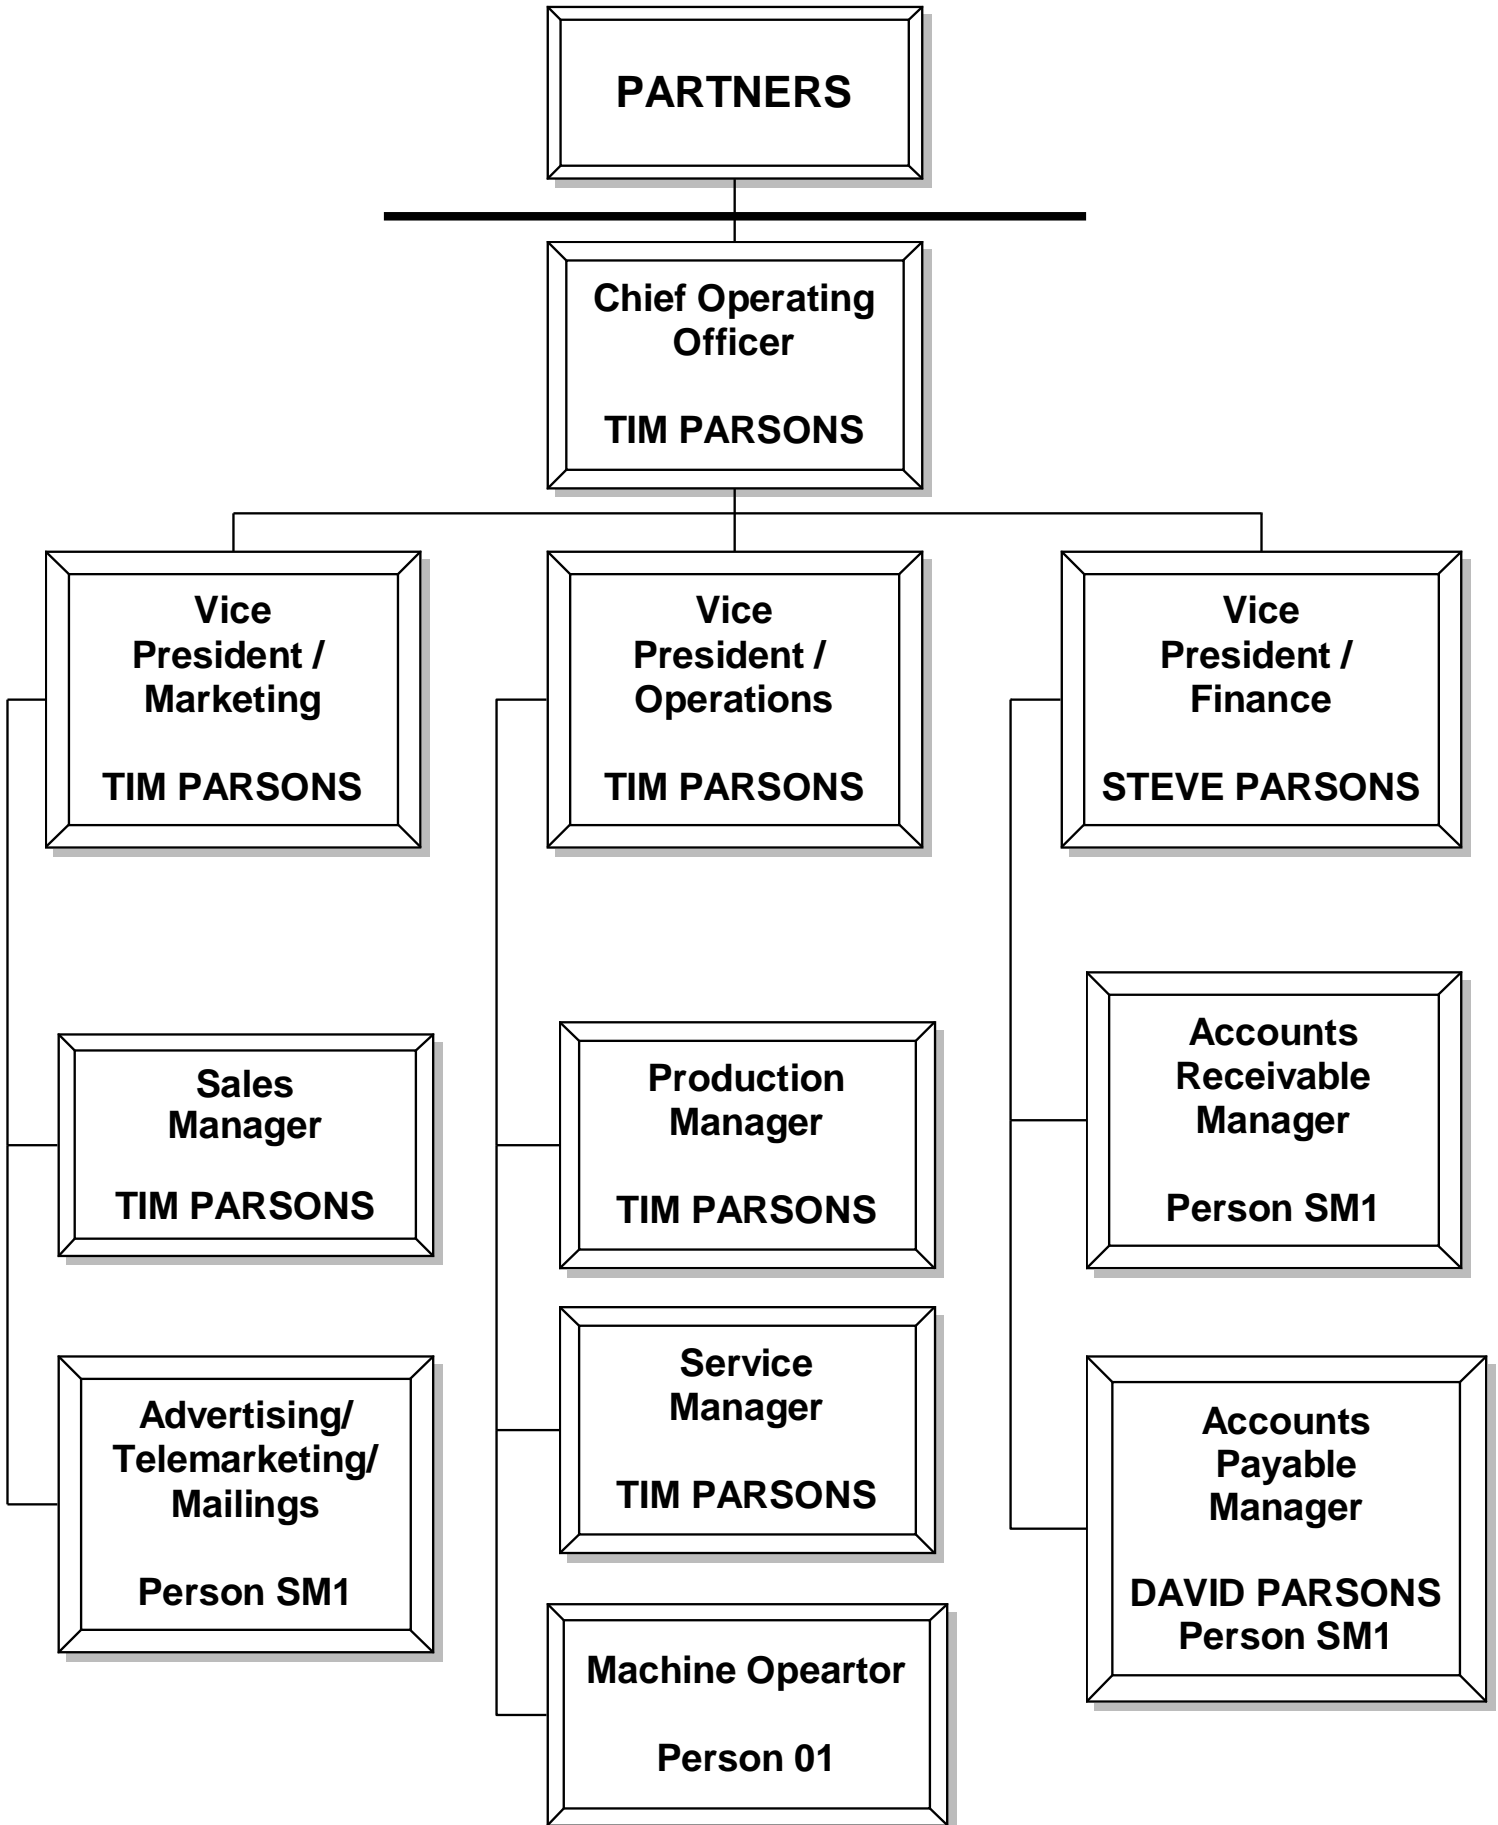 PARTNERS
Chief Operating
Officer
TIM PARSONS
Vice
President /
Marketing
TIM PARSONS
Vice
President /
Operations
TIM PARSONS
Vice
President /
Finance
STEVE PARSONS
Sales
Manager
TIM PARSONS
Advertising/
Telemarketing/
Mailings
Person SM1
Production
Manager
TIM PARSONS
Service
Manager
TIM PARSONS
Machine Opeartor
Person 01
Accounts
Receivable
Manager
Person SM1
Accounts
Payable
Manager
DAVID PARSONS
Person SM1